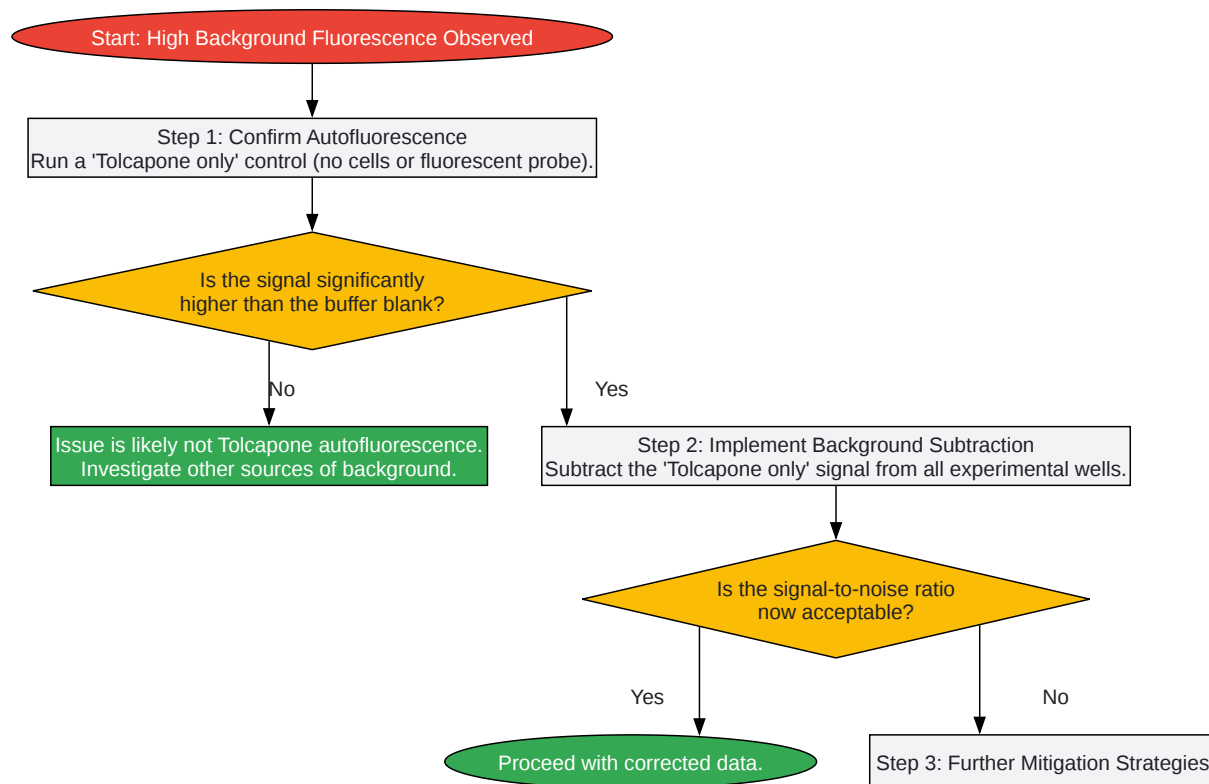 Start: High Background Fluorescence Observed
Step 1: Confirm Autofluorescence
Run a 'Tolcapone only' control (no cells or fluorescent probe).
Is the signal significantly
higher than the buffer blank?
No
Yes
Issue is likely not Tolcapone autofluorescence.
Investigate other sources of background.
Step 2: Implement Background Subtraction
Subtract the 'Tolcapone only' signal from all experimental wells.
Is the signal-to-noise ratio
now acceptable?
Yes
No
Proceed with corrected data.
Step 3: Further Mitigation Strategies